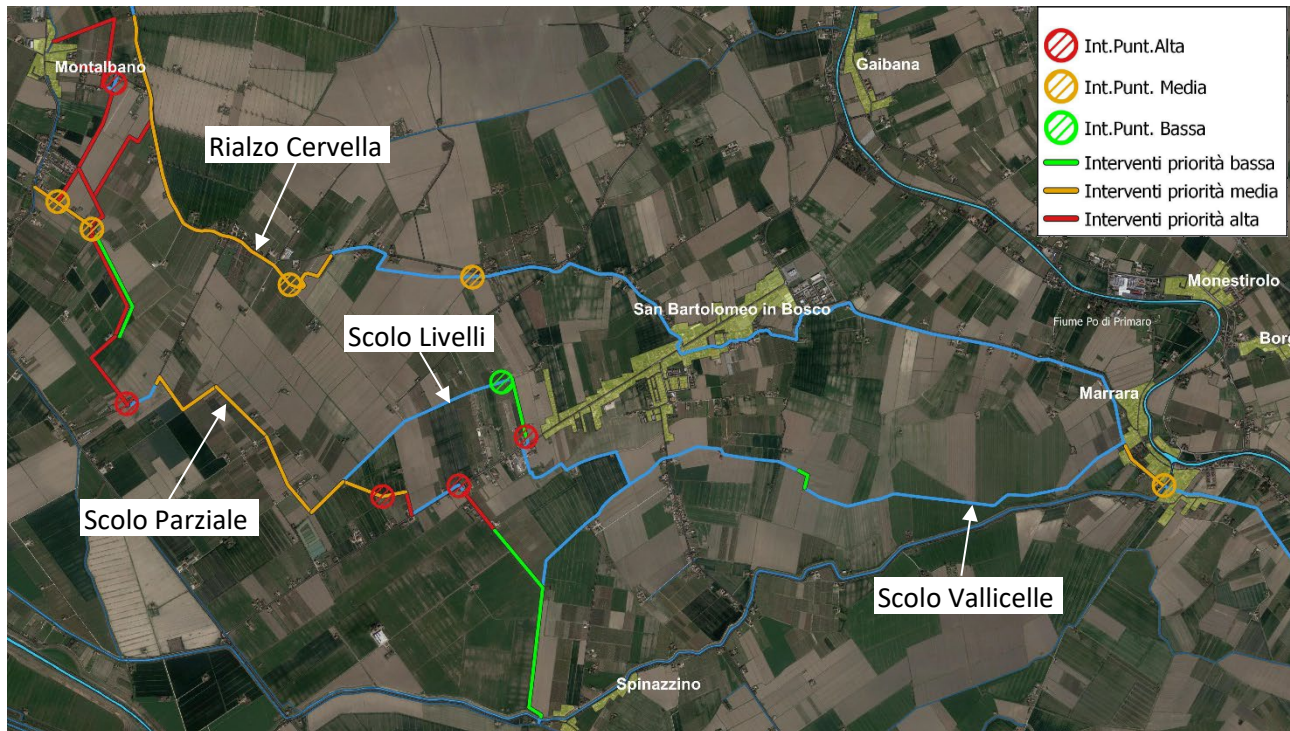 Int.Punt.Alta
Int.Punt. Media
Int.Punt. Bassa
Interventi priorità bassa
Interventi priorità media
Interventi priorità alta
Montalbano
Gaibana
Rialzo Cervella
Monestirolo
San Bartolomeo in Bosco
Fiume Po di Primaro
Borg
Scolo Livelli
Marrara
Scolo Parziale
Scolo Vallicelle
Spinazzino